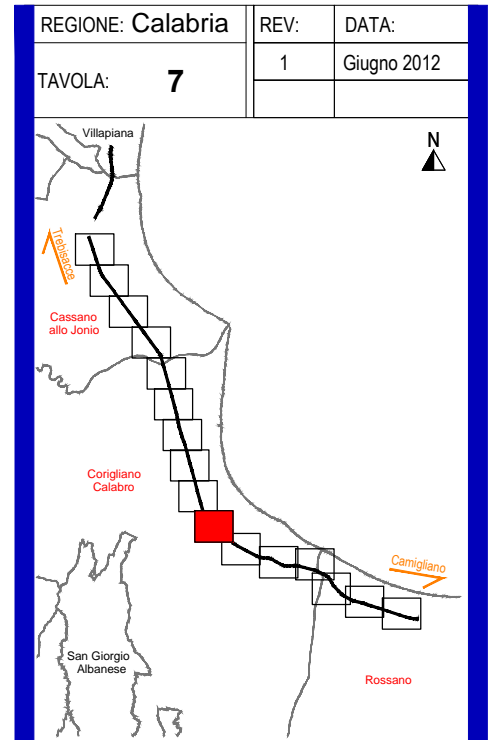 REGIONE: Calabria
REV:
DATA:
TAVOLA: 7
1
Giugno 2012
Villapiana
N
Trebisacce
Cassano
allo Jonio
Corigliano
Calabro
Camigliano
San Giorgio
Albanese
Rossano